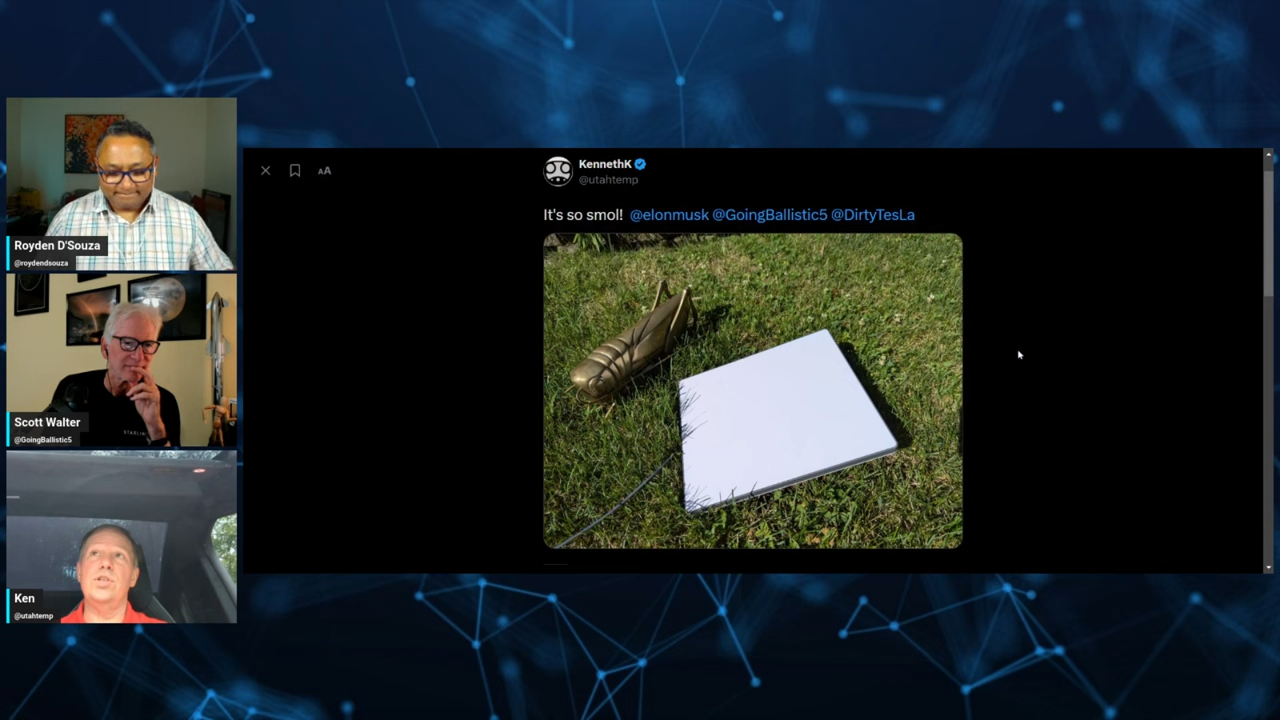 Royden D'Souza
@roydendsouza
Scott Walter
@GoingBallistic5
Ken
@utahtemp
AA
KennethK
@utahtemp
It's so smol! @elonmusk @GoingBallistic5 @DirtyTesLa